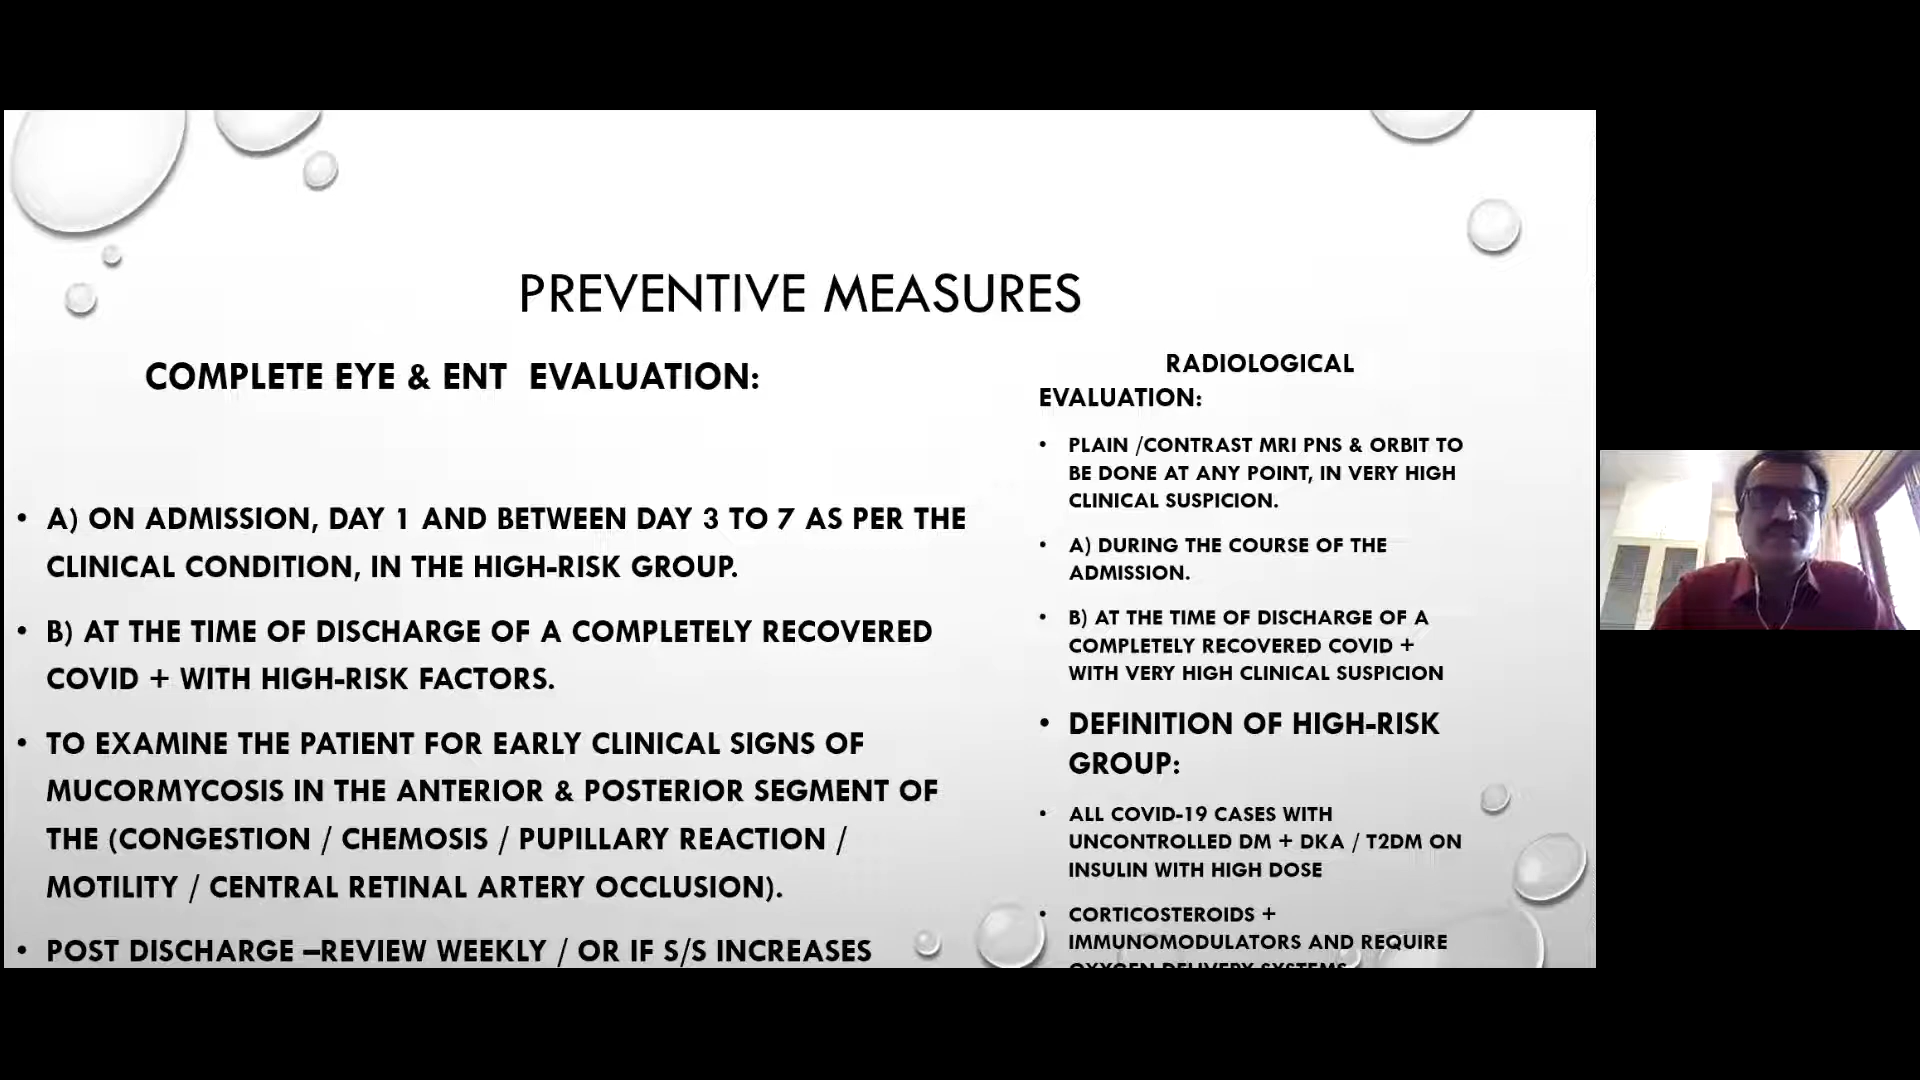 PREVENTIVE MEASURES
COMPLETE EYE & ENT EVALUATION:
• A) ON ADMISSION, DAY 1 AND BETWEEN DAY 3 TO 7 AS PER THE
CLINICAL CONDITION, IN THE HIGH-RISK GROUP.
• B) AT THE TIME OF DISCHARGE OF A COMPLETELY RECOVERED
COVID + WITH HIGH-RISK FACTORS.
• TO EXAMINE THE PATIENT FOR EARLY CLINICAL SIGNS OF
MUCORMYCOSIS IN THE ANTERIOR & POSTERIOR SEGMENT OF
THE (CONGESTION / CHEMOSIS / PUPILLARY REACTION /
MOTILITY / CENTRAL RETINAL ARTERY OCCLUSION).
• POST DISCHARGE –REVIEW WEEKLY / OR IF S/S INCREASES
RADIOLOGICAL
EVALUATION:
• PLAIN /CONTRAST MRI PNS & ORBIT TO
BE DONE AT ANY POINT, IN VERY HIGH
CLINICAL SUSPICION.
• A) DURING THE COURSE OF THE
ADMISSION.
• B) AT THE TIME OF DISCHARGE OF A
COMPLETELY RECOVERED COVID +
WITH VERY HIGH CLINICAL SUSPICION
• DEFINITION OF HIGH-RISK
GROUP:
• ALL COVID-19 CASES WITH
UNCONTROLLED DM + DKA / T2DM ON
INSULIN WITH HIGH DOSE
• CORTICOSTEROIDS +
IMMUNOMODULATORS AND REQUIRE
OXYGEN DELIVERY SYSTEMS